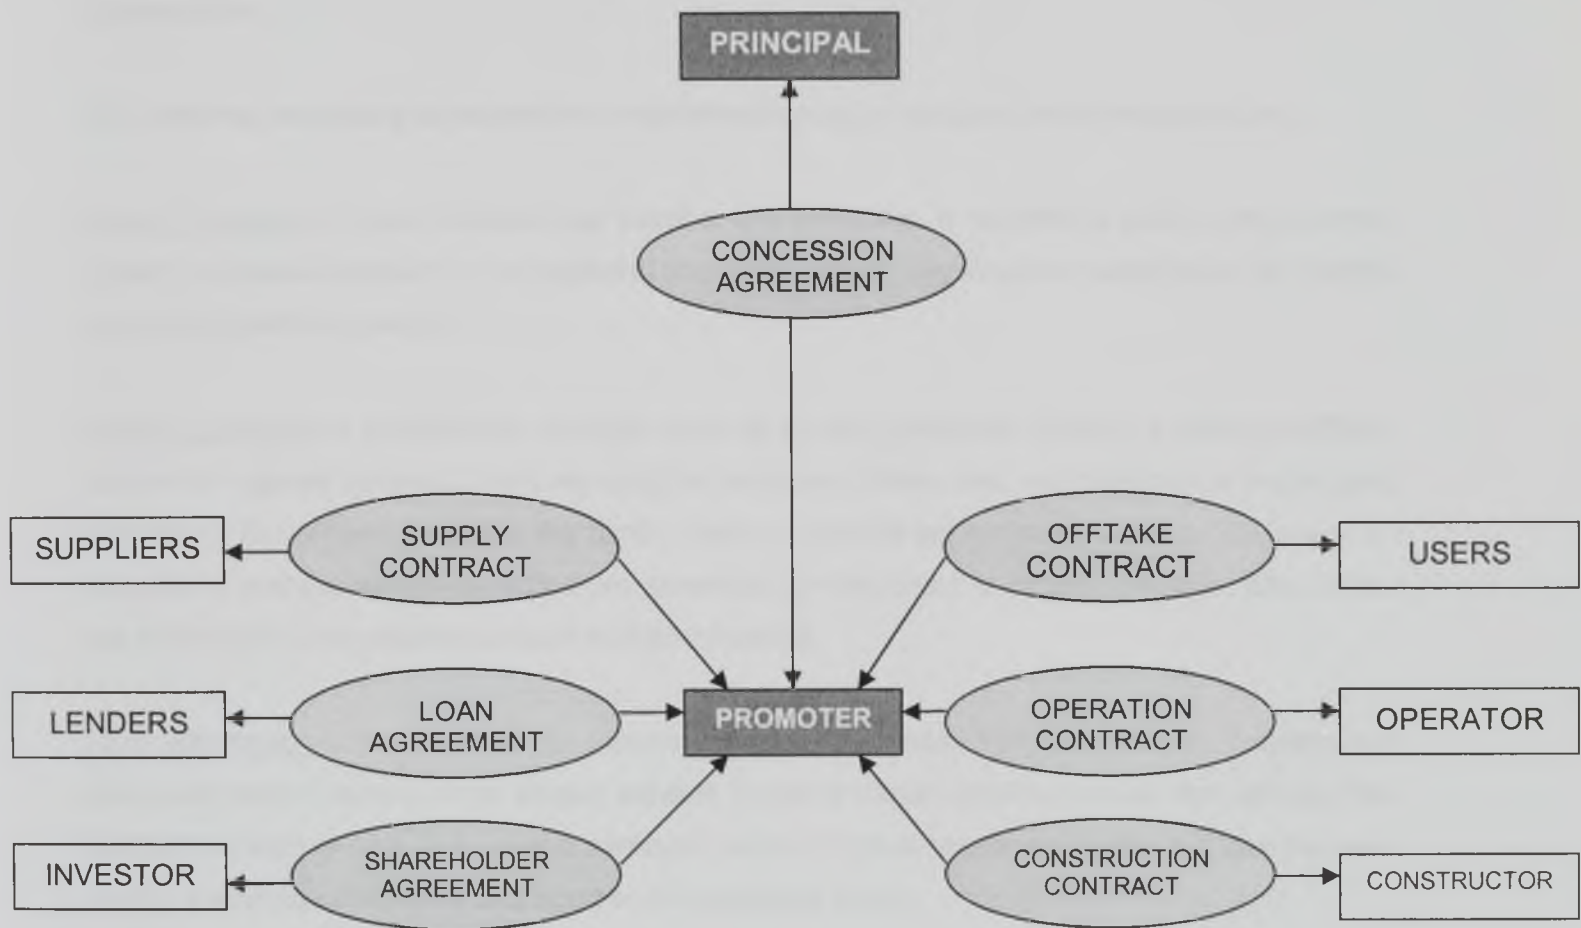 PRINCIPAL
CONCESSION
AGREEMENT
SUPPLIERS
SUPPLY
CONTRACT
OFFTAKE
CONTRACT
USERS
LENDERS
LOAN
AGREEMENT
PROMOTER
OPERATION
CONTRACT
OPERATOR
INVESTOR
SHAREHOLDER
AGREEMENT
CONSTRUCTION
CONTRACT
CONSTRUCTOR